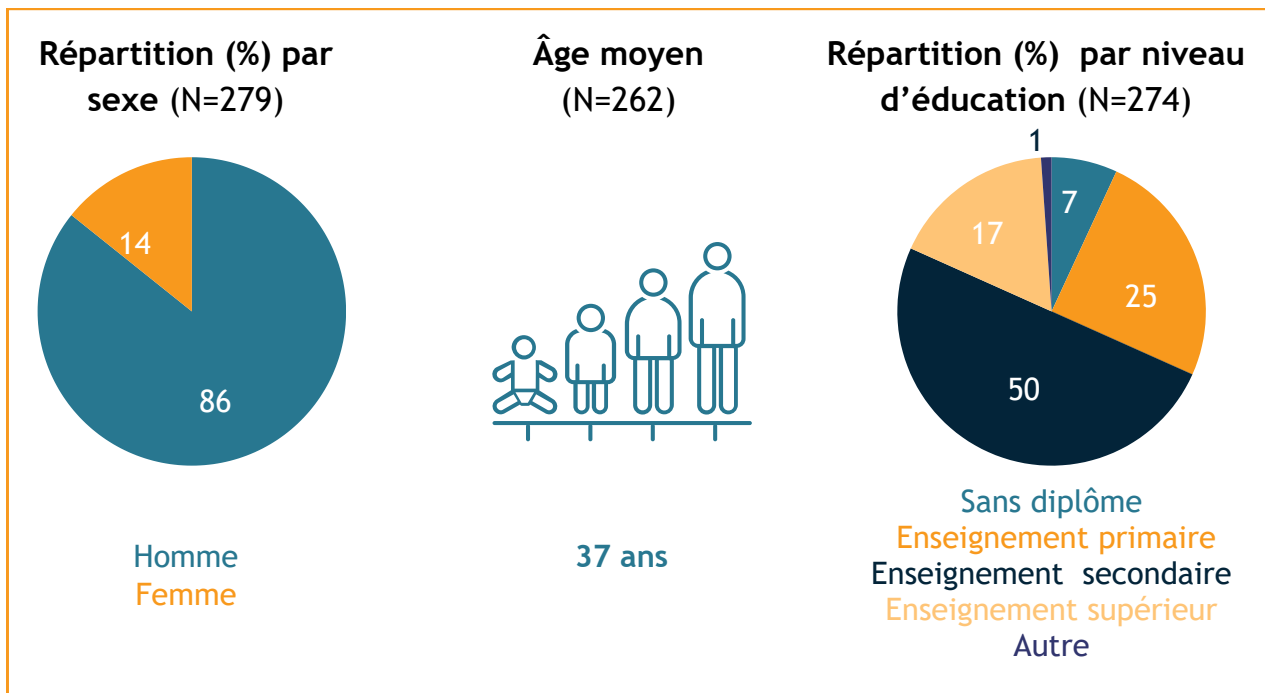 Répartition (%) par
sexe (N=279)
14
86
Homme
Femme
Âge moyen
(N=262)
37 ans
Répartition (%) par niveau
d'éducation (N=274)
1
7
17
25
50
Sans diplôme
Enseignement primaire
Enseignement secondaire
Enseignement supérieur
Autre